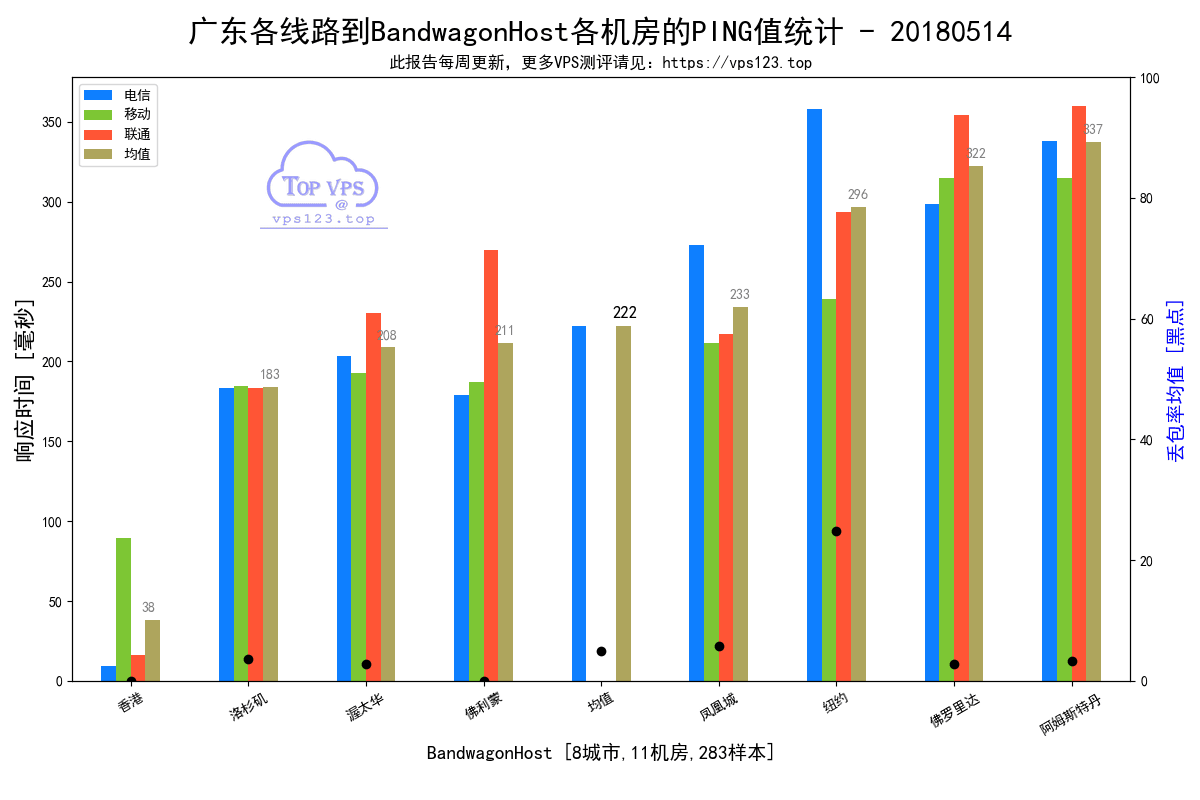 广东各线路到BandwagonHost各机房的PING值统计 - 20180514
此报告每周更新，更多VPS测评请见：https://vps123.top
电信
移动
联通
均值
TOP VPS
@
vps123.top
响应时间 [毫秒]
350
300
250
200
150
100
50
0
38
183
208
211
222
233
296
322
337
100
80
60
40
20
0
丢包率均值 [黑点]
香港
洛杉矶
渥太华
佛利蒙
均值
凤凰城
纽约
佛罗里达
阿姆斯特丹
BandwagonHost [8城市,11机房,283样本]